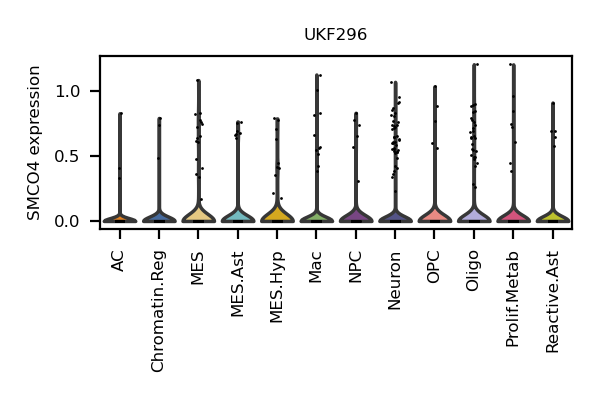 UKF296
SMCO4 expression
1.0
0.5
0.0
AC
Chromatin.Reg
MES
MES.Ast
MES.Hyp
Mac
NPC
Neuron
OPC
Oligo
Prolif.Metab
Reactive.Ast